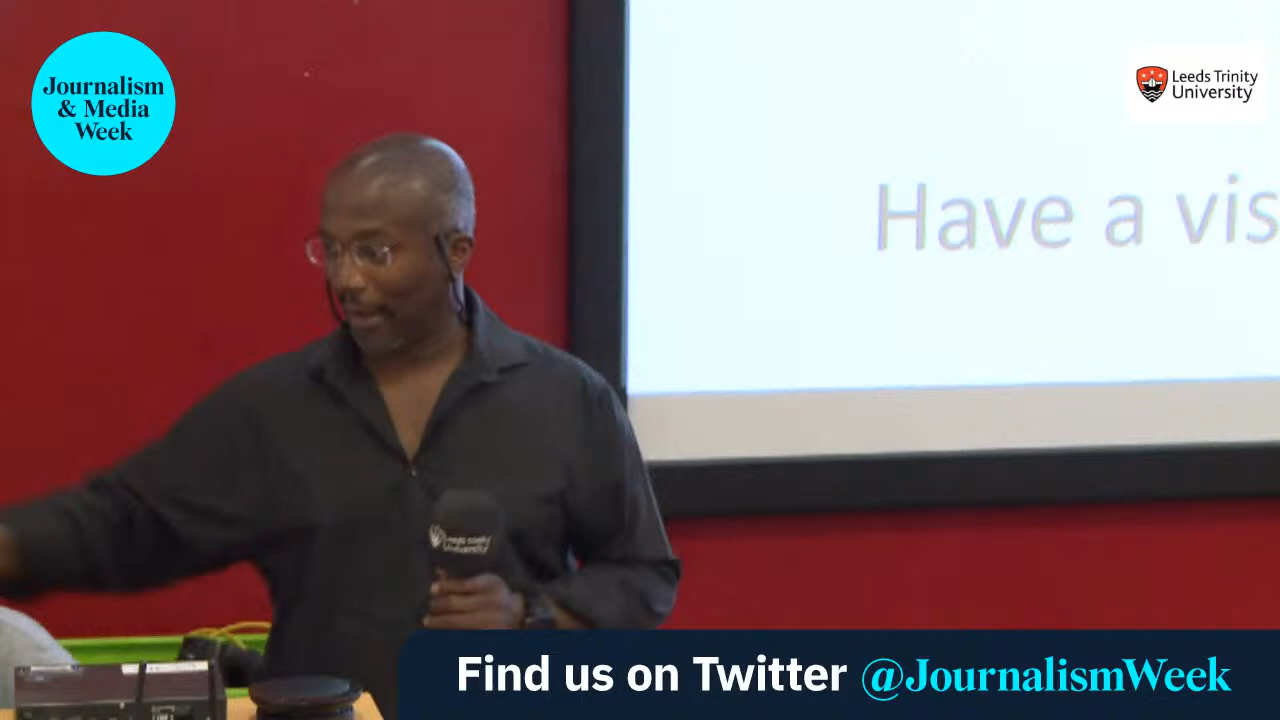 Journalism
& Media
Week
Leeds Trinity
University
Have a vis
Find us on Twitter @JournalismWeek